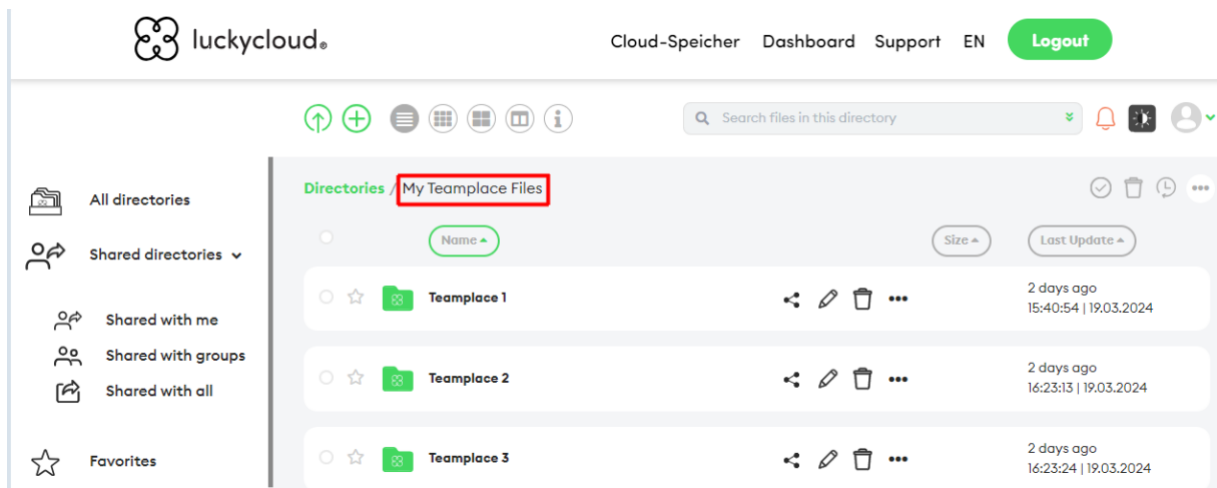 luckycloud®
Cloud-Speicher Dashboard Support EN Logout
Search files in this directory
All directories
Shared directories
Shared with me
Shared with groups
Shared with all
Favorites
Directories / My Teamplace Files
Name Size Last Update
Teamplace 1
2 days ago
15:40:54 | 19.03.2024
Teamplace 2
2 days ago
16:23:13 | 19.03.2024
Teamplace 3
2 days ago
16:23:24 | 19.03.2024